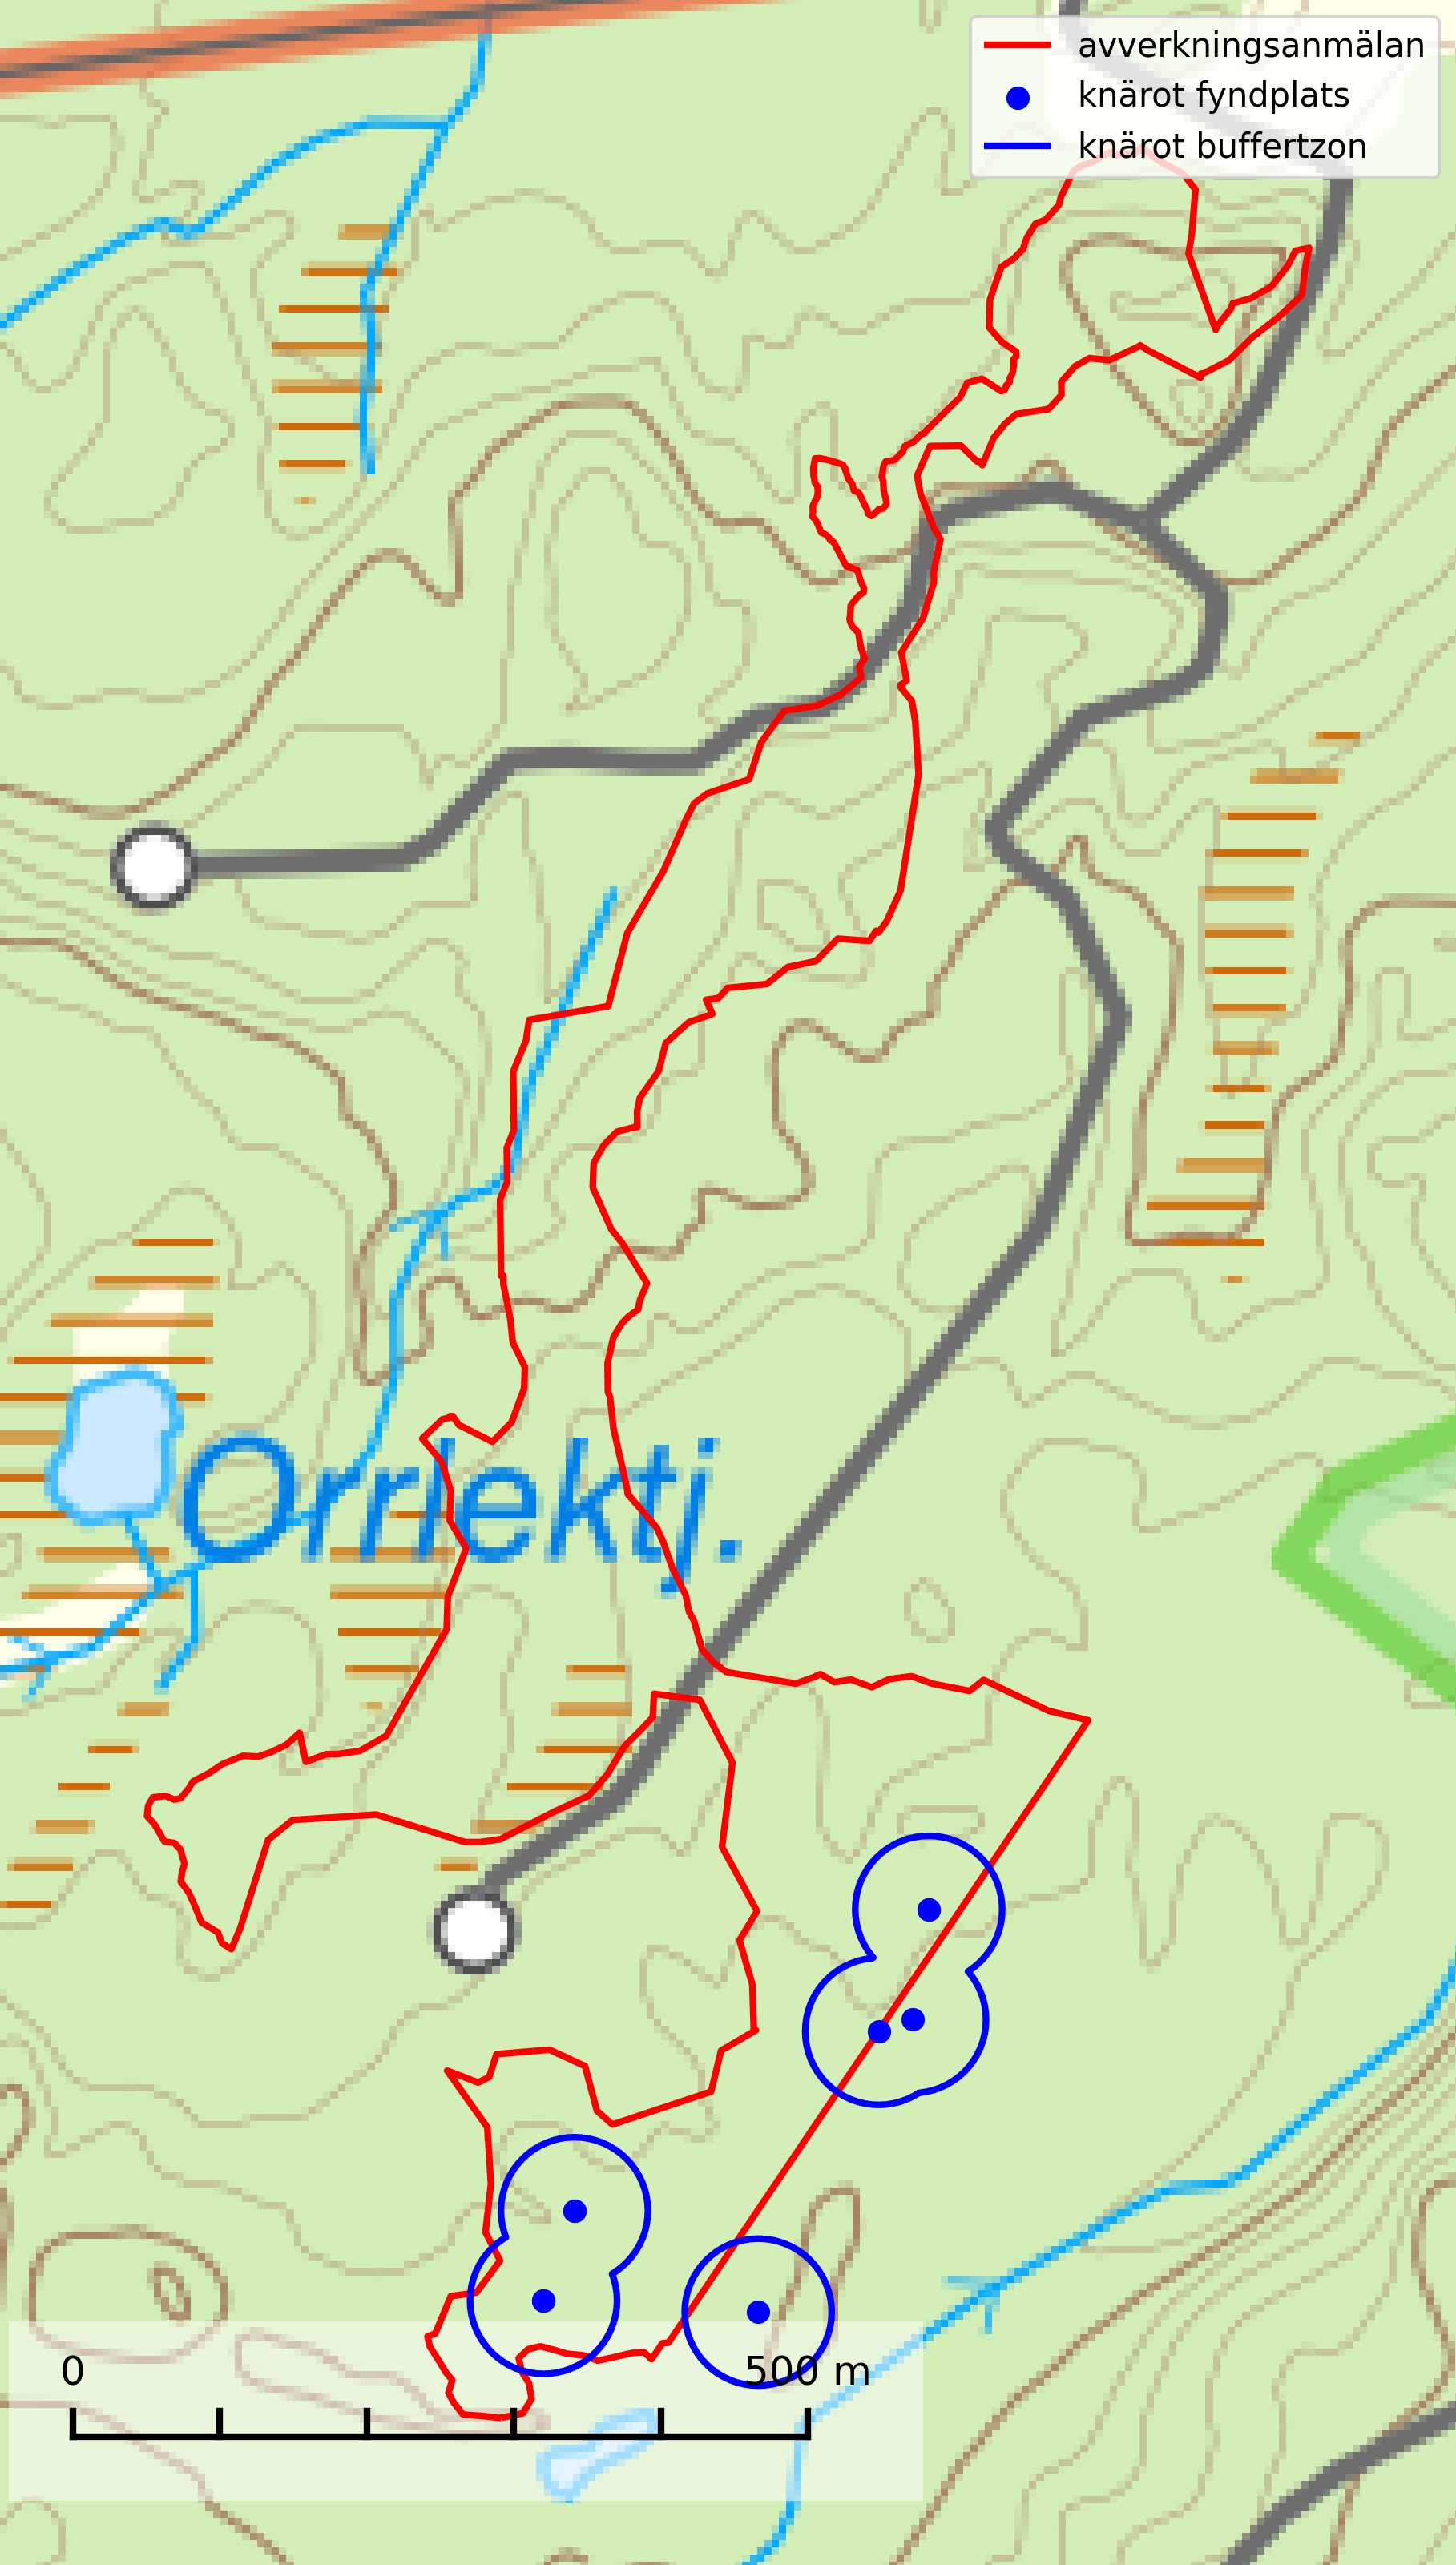 avverkningsanmälan
knärot fyndplats
knärot buffertzon
Orrlektj.
0 500 m